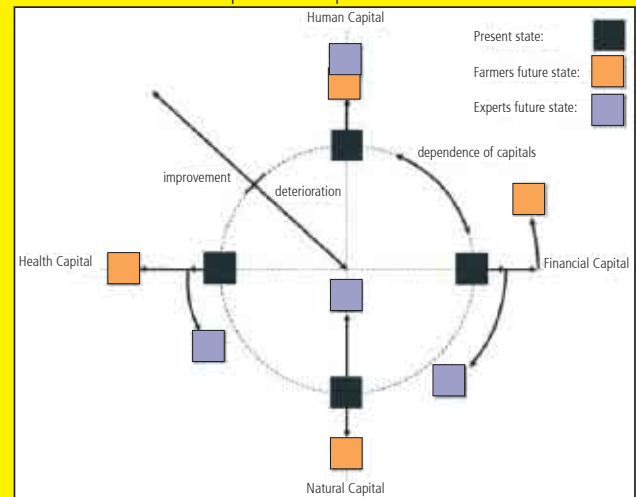 Human Capital
Present state:
Farmers future state:
Experts future state:
dependence of capitals
improvement
deterioration
Health Capital
Financial Capital
Natural Capital